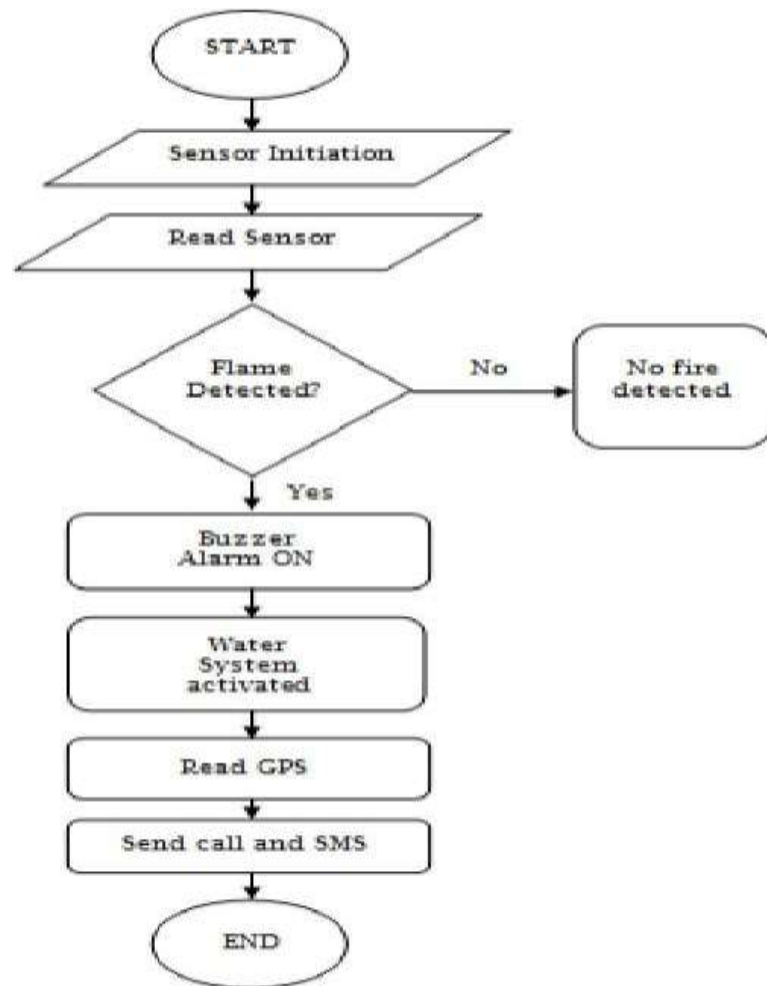 START
Sensor Initiation
Read Sensor
Flame
Detected?
No
No fire
detected
Yes
Buzzer
Alarm ON
Water
System
activated
Read GPS
Send call and SMS
END